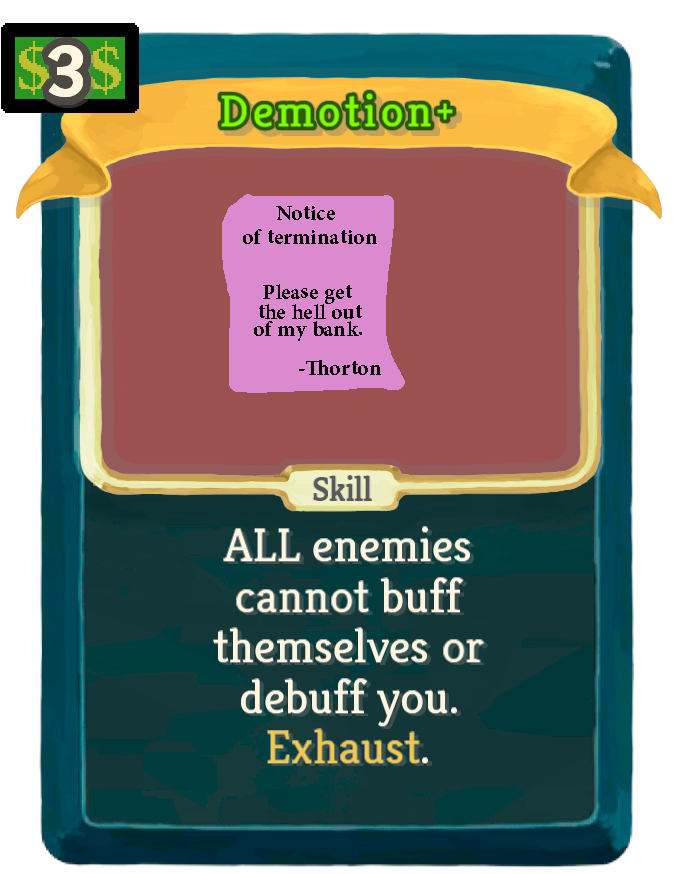 $3$
Demotion+
Notice
of termination
Please get
the hell out
of my bank.
-Thorton
Skill
ALL enemies
cannot buff
themselves or
debuff you.
Exhaust.